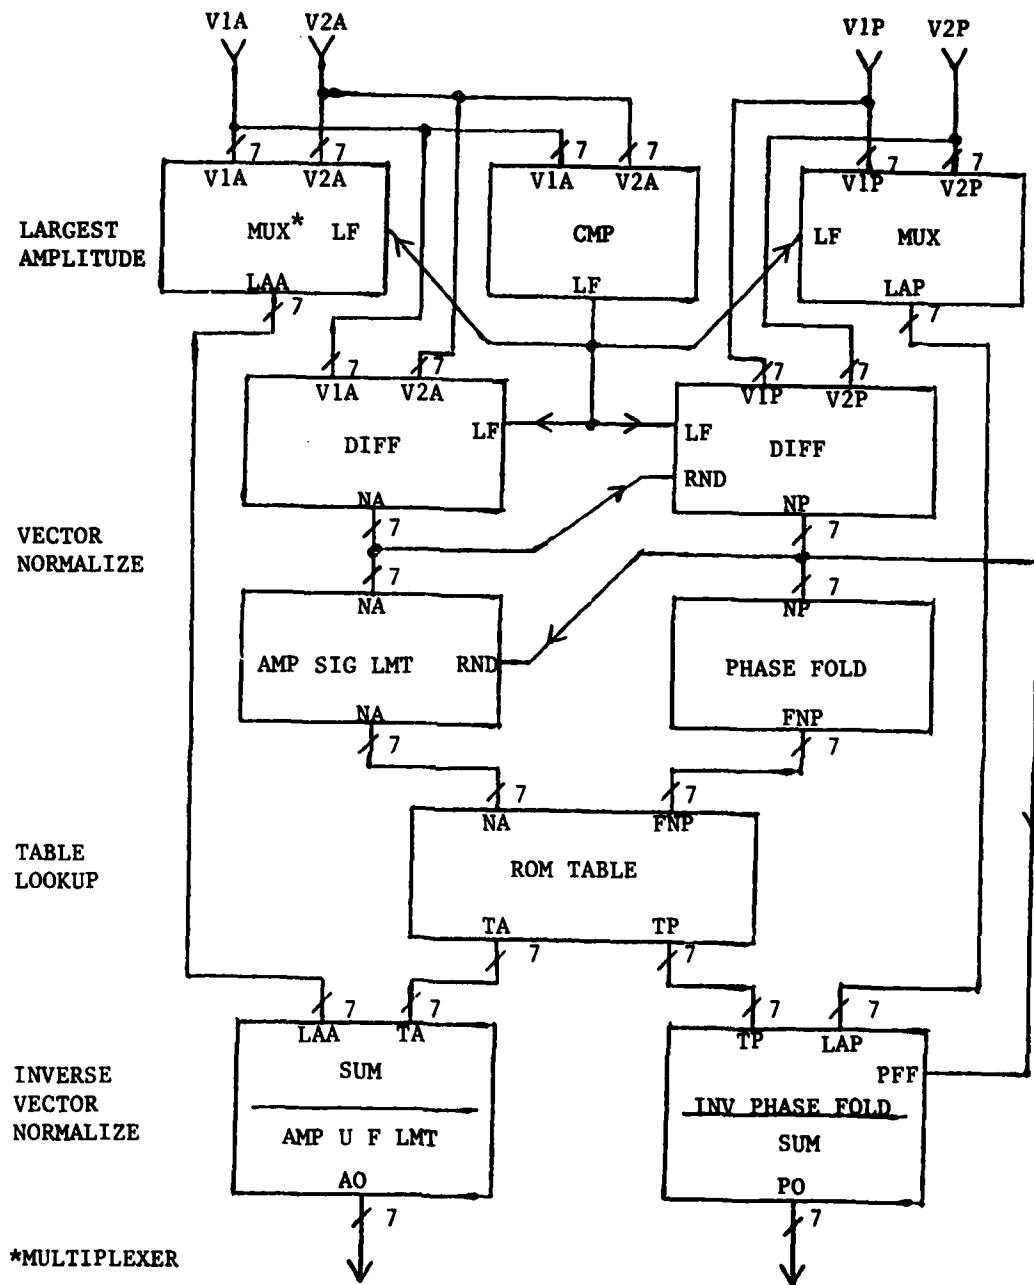 V1A V2A V1P V2P
7 7 7 7 7 7
V1A V2A V1A V2A V1P V2P
LARGEST
AMPLITUDE
MUX* LF CMP LF MUX
LAA LF LAP
7 7
7 7 7 7
V1A V2A V1P V2P
LF LF
DIFF DIFF
RND
NA NP
7 7
VECTOR
NORMALIZE
7 7
NA NP
AMP SIG LMT RND PHASE FOLD
NA FNP
7 7
7 7
NA FNP
TABLE
LOOKUP
ROM TABLE
TA TP
7 7
7 7 7 7
LAA TA TP LAP
INVERSE
VECTOR
NORMALIZE
SUM PFF
INV PHASE FOLD
AMP U F LMT SUM
AO PO
7 7
*MULTIPLEXER